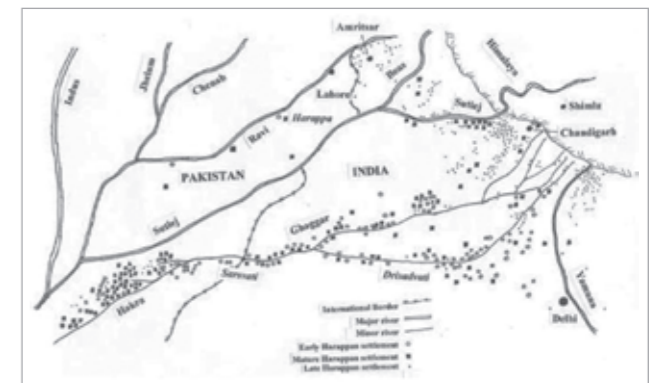 Amritsar
Indus
Jhelum
Chenab
Lahore
Beas
Himalaya
Sutlej
Shimla
Chandigarh
Ravi
Harappa
PAKISTAN
INDIA
Sutlej
Ghaggar
Sarsvati
Drisadvati
Hakra
Yamuna
Delhi
International Border
Major river
Minor river
Early Harappan settlement
Mature Harappan settlement
Late Harappan settlement